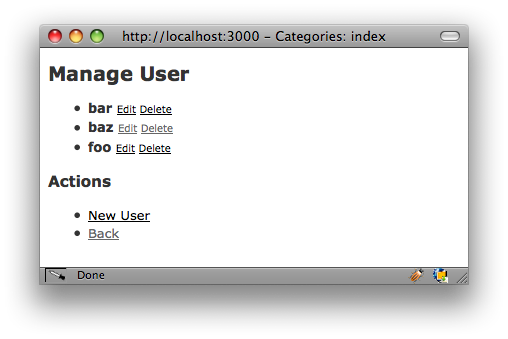 http://localhost:3000 – Categories: index
Manage User
• bar Edit Delete
• baz Edit Delete
• foo Edit Delete
Actions
• New User
• Back
Done